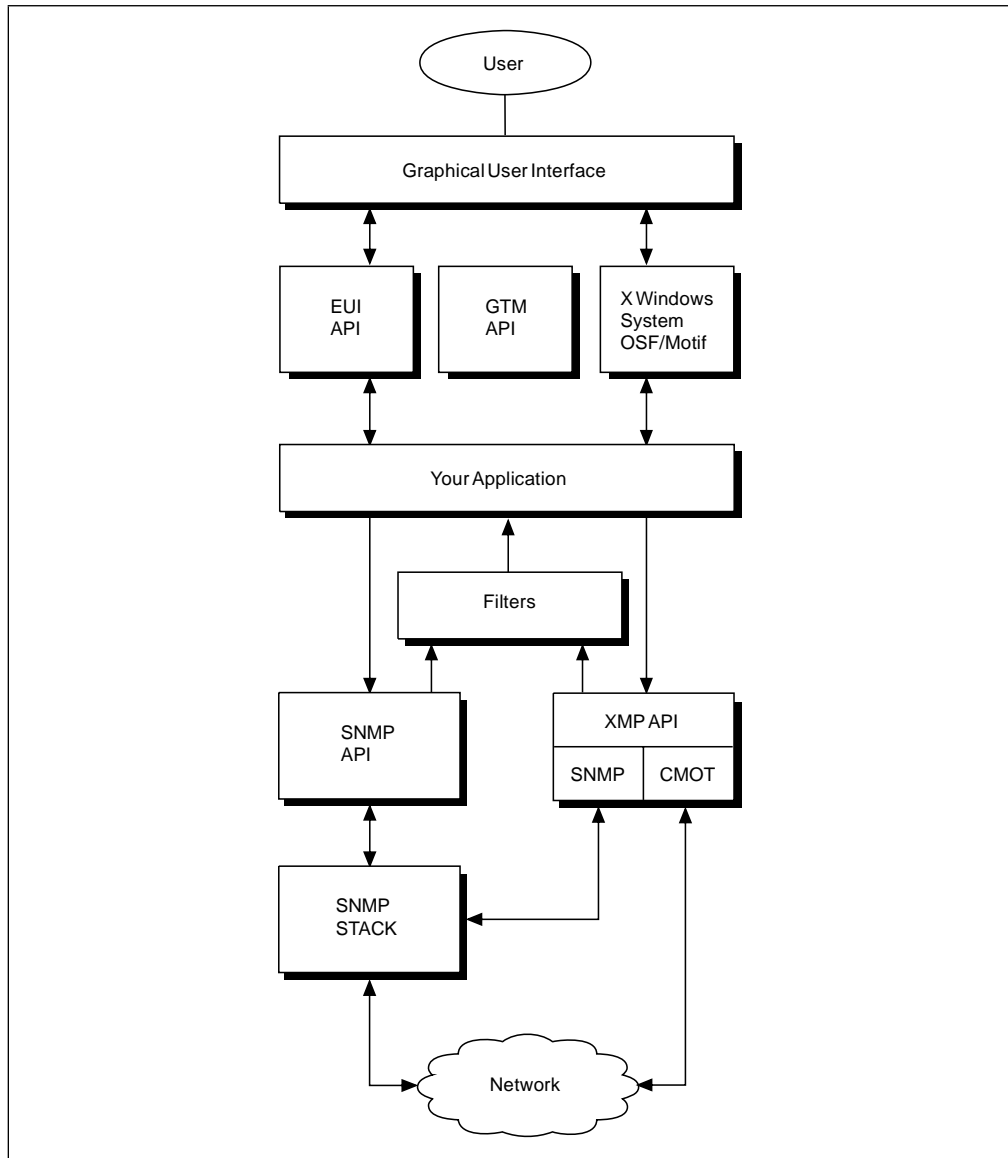 User
Graphical User Interface
EUI
API
GTM
API
X Windows
System
OSF/Motif
Your Application
Filters
SNMP
API
XMP API
SNMP
CMOT
SNMP
STACK
Network